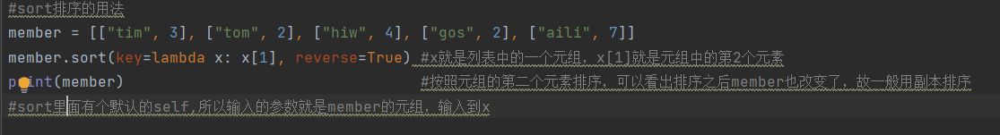 #sort排序的用法
member = [["tim", 3], ["tom", 2], ["hiw", 4], ["gos", 2], ["aili", 7]]
member.sort(key=lambda x: x[1], reverse=True) #x就是列表中的一个元组，x[1]就是元组中的第2个元素
print(member) #按照元组的第二个元素排序，可以看出排序之后member也改变了，故一般用副本排序
#sort里面有个默认的self,所以输入的参数就是member的元组，输入到x